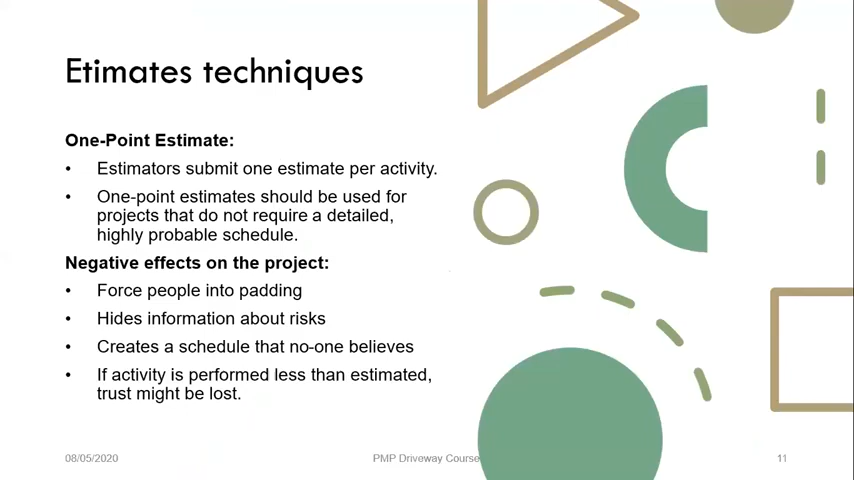 Etimates techniques
One-Point Estimate:
• Estimators submit one estimate per activity.
• One-point estimates should be used for
projects that do not require a detailed,
highly probable schedule.
Negative effects on the project:
• Force people into padding
• Hides information about risks
• Creates a schedule that no-one believes
• If activity is performed less than estimated,
trust might be lost.
08/05/2020
PMP Driveway Course
11